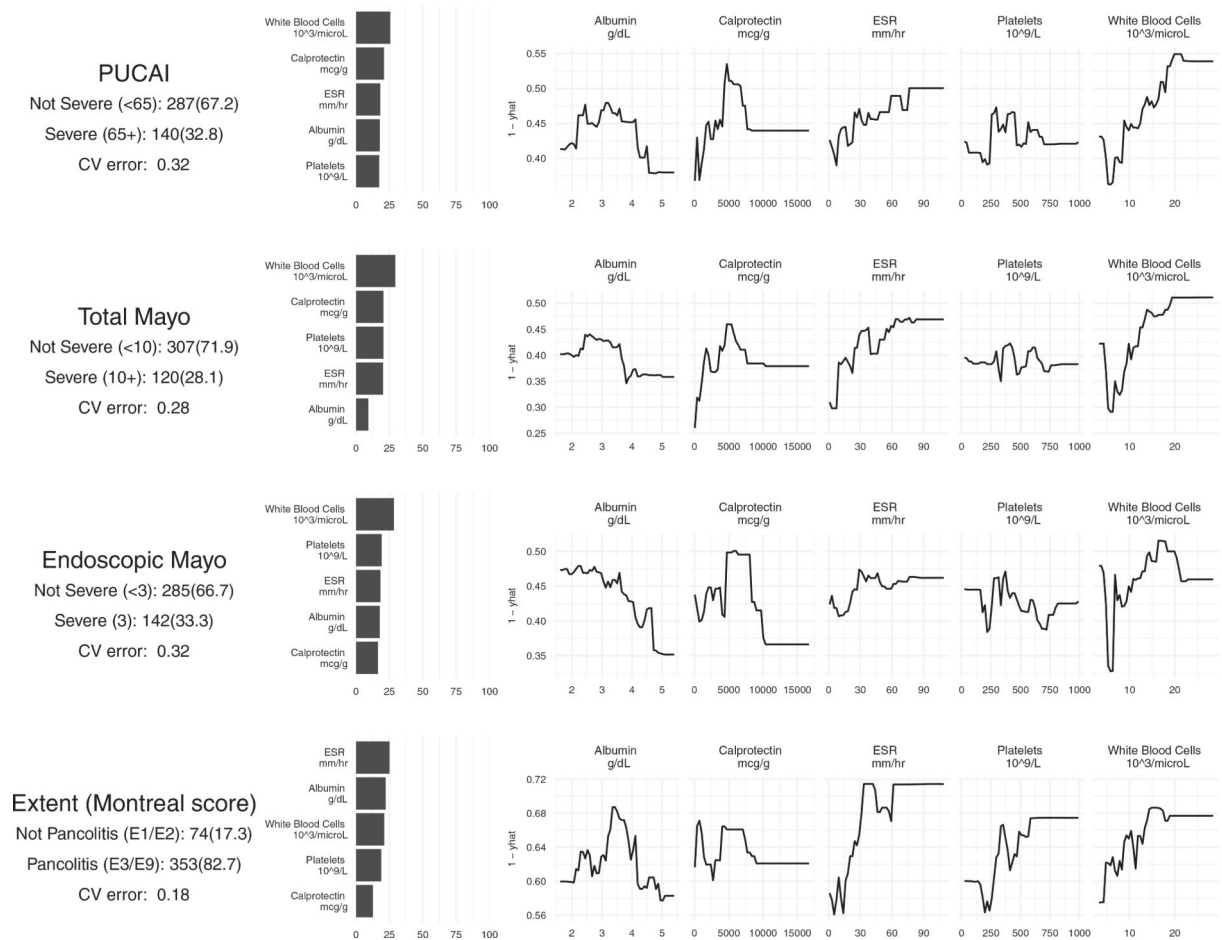 PUCAI
Not Severe (<65): 287(67.2)
Severe (65+): 140(32.8)
CV error: 0.32
White Blood Cells
10^3/microL
Calprotectin
mcg/g
ESR
mm/hr
Albumin
g/dL
Platelets
10^9/L
0 25 50 75 100
Albumin
g/dL
Calprotectin
mcg/g
ESR
mm/hr
Platelets
10^9/L
White Blood Cells
10^3/microL
1 − yhat
0.55
0.50
0.45
0.40
2 3 4 5
0 5000 10000 15000
0 30 60 90
0 250 500 750 1000
10 20
Total Mayo
Not Severe (<10): 307(71.9)
Severe (10+): 120(28.1)
CV error: 0.28
White Blood Cells
10^3/microL
Calprotectin
mcg/g
Platelets
10^9/L
ESR
mm/hr
Albumin
g/dL
0 25 50 75 100
Albumin
g/dL
Calprotectin
mcg/g
ESR
mm/hr
Platelets
10^9/L
White Blood Cells
10^3/microL
1 − yhat
0.50
0.45
0.40
0.35
0.30
0.25
2 3 4 5
0 5000 10000 15000
0 30 60 90
0 250 500 750 1000
10 20
Endoscopic Mayo
Not Severe (<3): 285(66.7)
Severe (3): 142(33.3)
CV error: 0.32
White Blood Cells
10^3/microL
Platelets
10^9/L
ESR
mm/hr
Albumin
g/dL
Calprotectin
mcg/g
0 25 50 75 100
Albumin
g/dL
Calprotectin
mcg/g
ESR
mm/hr
Platelets
10^9/L
White Blood Cells
10^3/microL
1 − yhat
0.50
0.45
0.40
0.35
2 3 4 5
0 5000 10000 15000
0 30 60 90
0 250 500 750 1000
10 20
Extent (Montreal score)
Not Pancolitis (E1/E2): 74(17.3)
Pancolitis (E3/E9): 353(82.7)
CV error: 0.18
ESR
mm/hr
Albumin
g/dL
White Blood Cells
10^3/microL
Platelets
10^9/L
Calprotectin
mcg/g
0 25 50 75 100
Albumin
g/dL
Calprotectin
mcg/g
ESR
mm/hr
Platelets
10^9/L
White Blood Cells
10^3/microL
1 − yhat
0.72
0.68
0.64
0.60
0.56
2 3 4 5
0 5000 10000 15000
0 30 60 90
0 250 500 750 1000
10 20